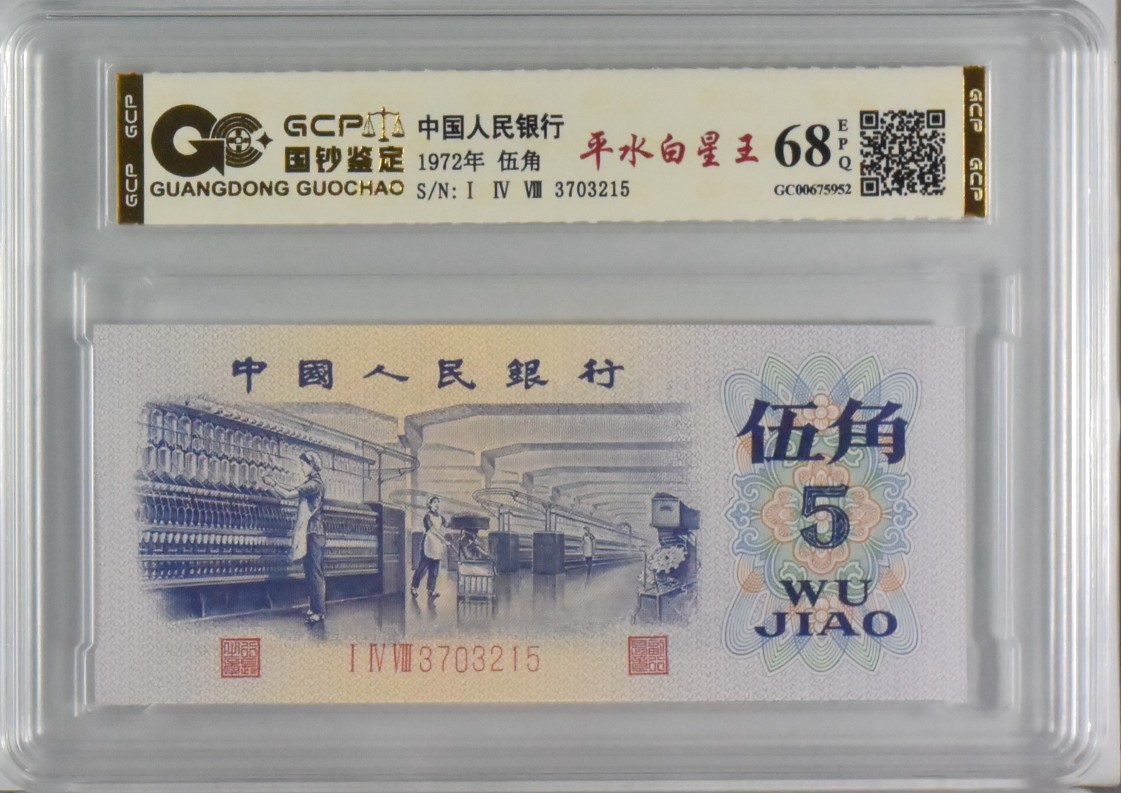 GCP
GCP
GC
GCP
国钞鉴定
GUANGDONG GUOCHAO
中国人民银行
1972年 伍角
S/N: I IV VIII 3703215
平水白星王
68
EPQ
GC00675952
GCP
GCP
中國人民銀行
伍角
5
WU
JIAO
I IV VIII 3703215